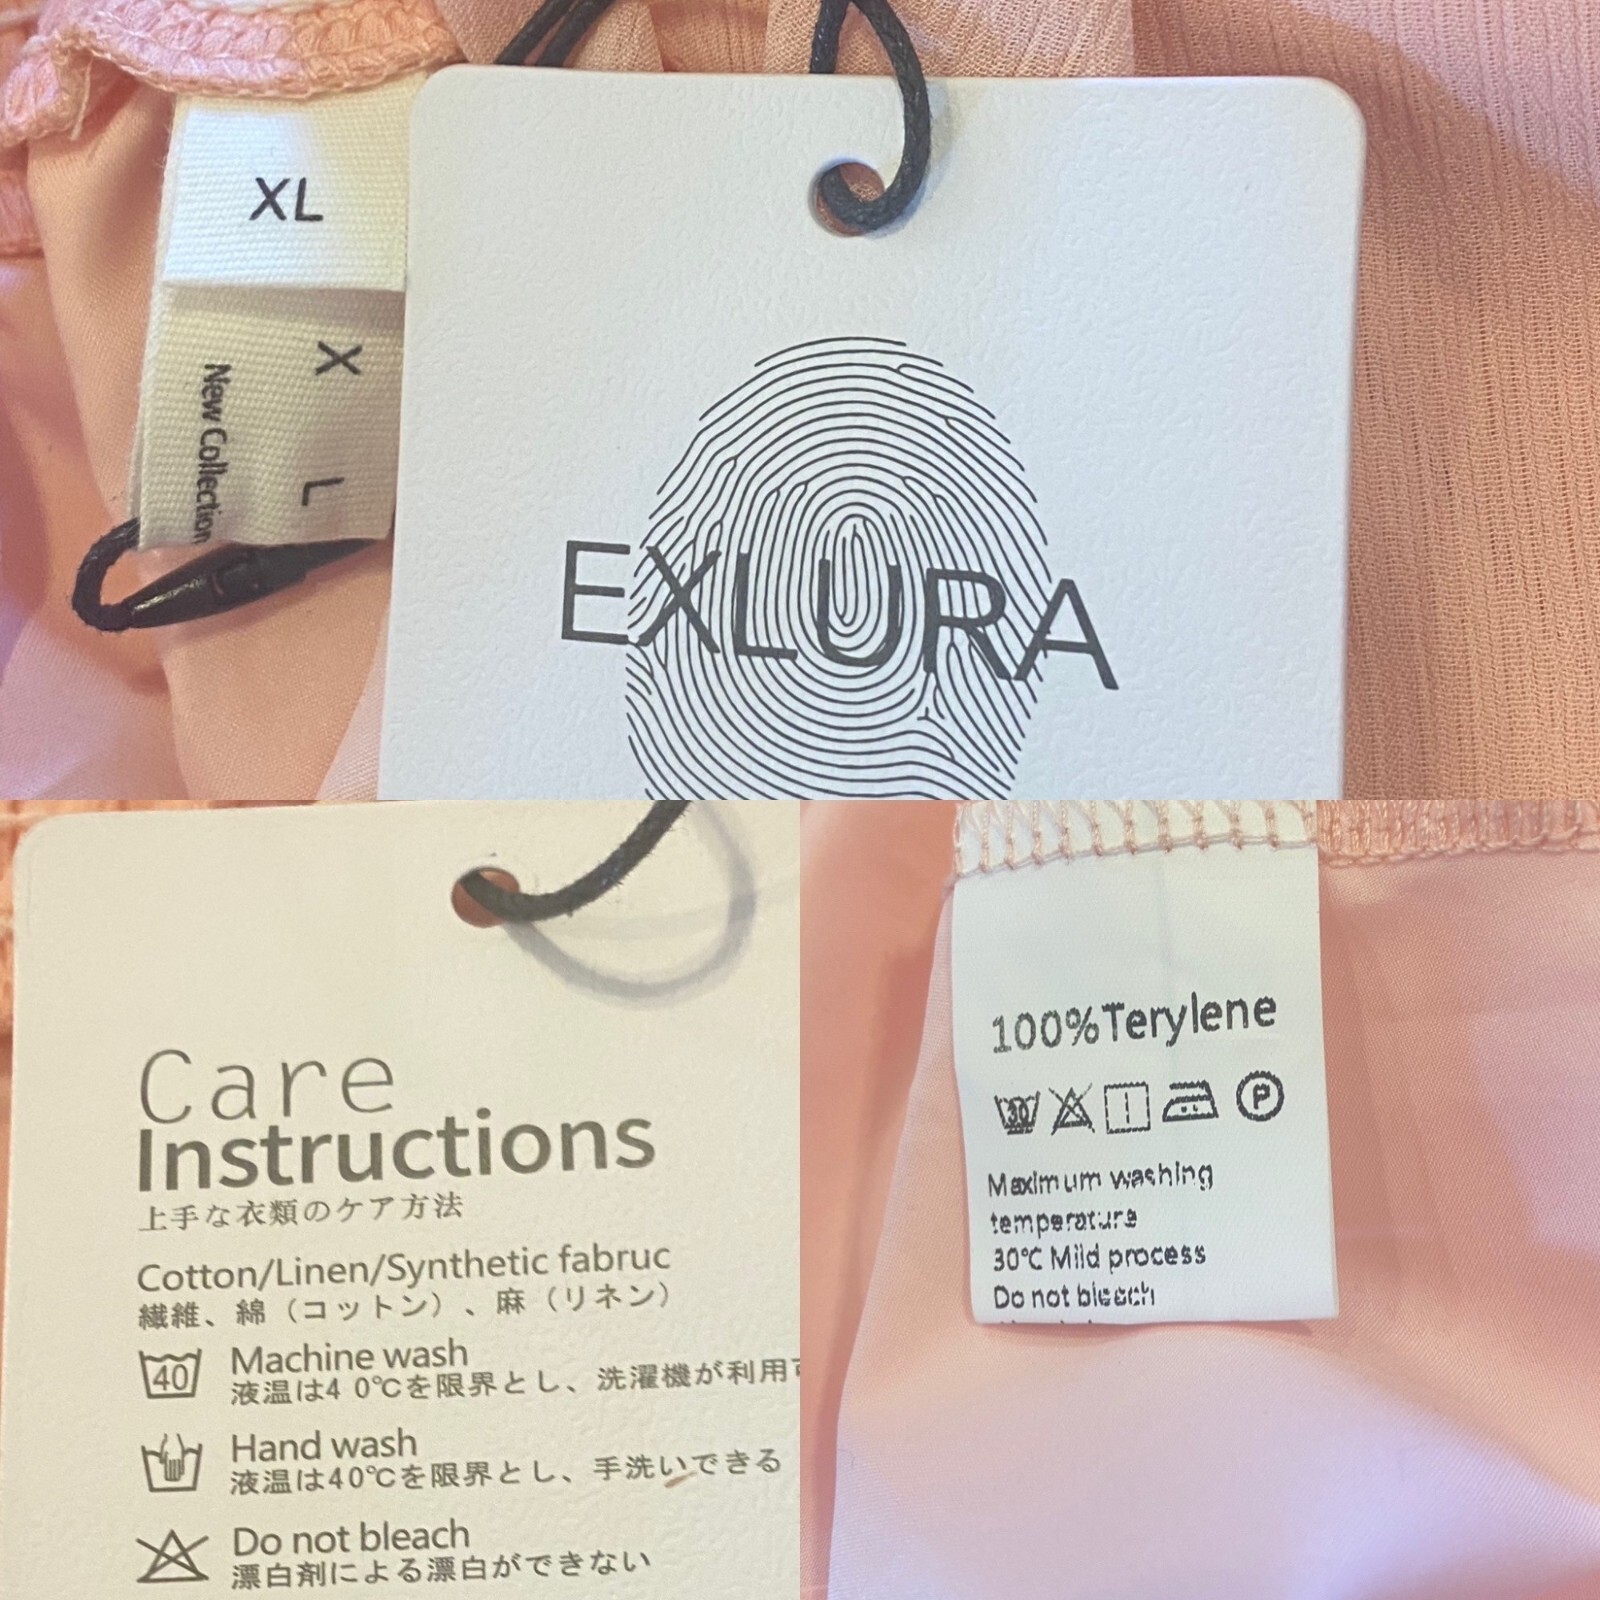 XL
X L
New Collection
EXLURA
Care
Instructions
上手な衣類のケア方法
Cotton/Linen/Synthetic fabruc
繊維、綿（コットン）、麻（リネン）
40
Machine wash
液温は4 0℃を限界とし、洗濯機が利用
Hand wash
液温は40℃を限界とし、手洗いできる
Do not bleach
漂白剤による漂白ができない
100%Terylene
30
P
Maximum washing
temperature
30℃ Mild process
Do not bleach